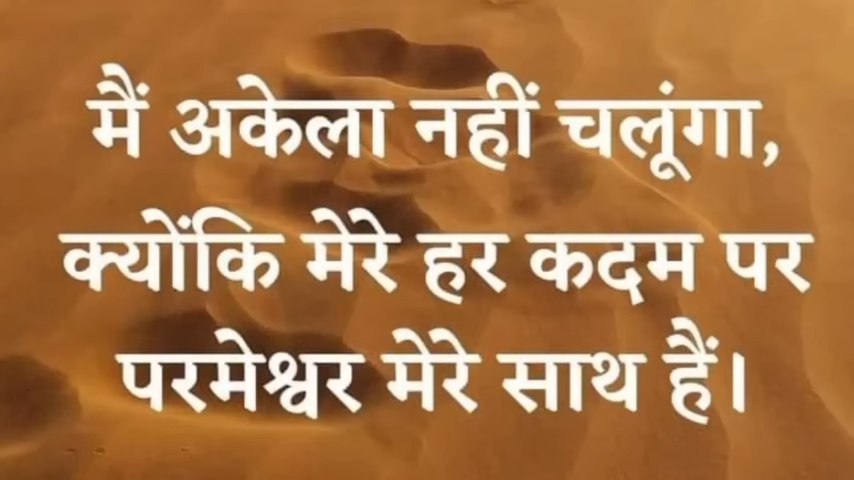 मैं अकेला नहीं चलूंगा,
क्योंकि मेरे हर कदम पर
परमेश्वर मेरे साथ हैं।